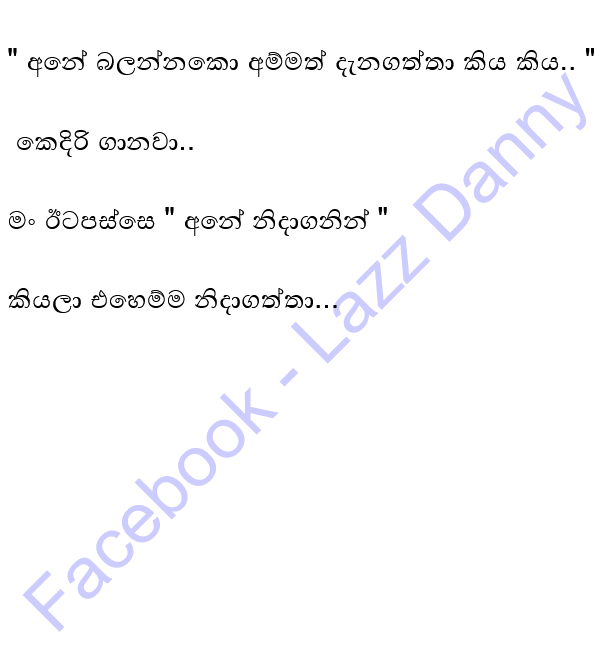 " අනේ බලන්නකො අම්මත් දැනගත්තා කිය කිය.. "
කෙදිරි ගානවා..
මං ඊටපස්සෙ " අනේ නිදාගනින් "
කියලා එහෙම්ම නිදාගත්තා...
Facebook - Lazz Danny